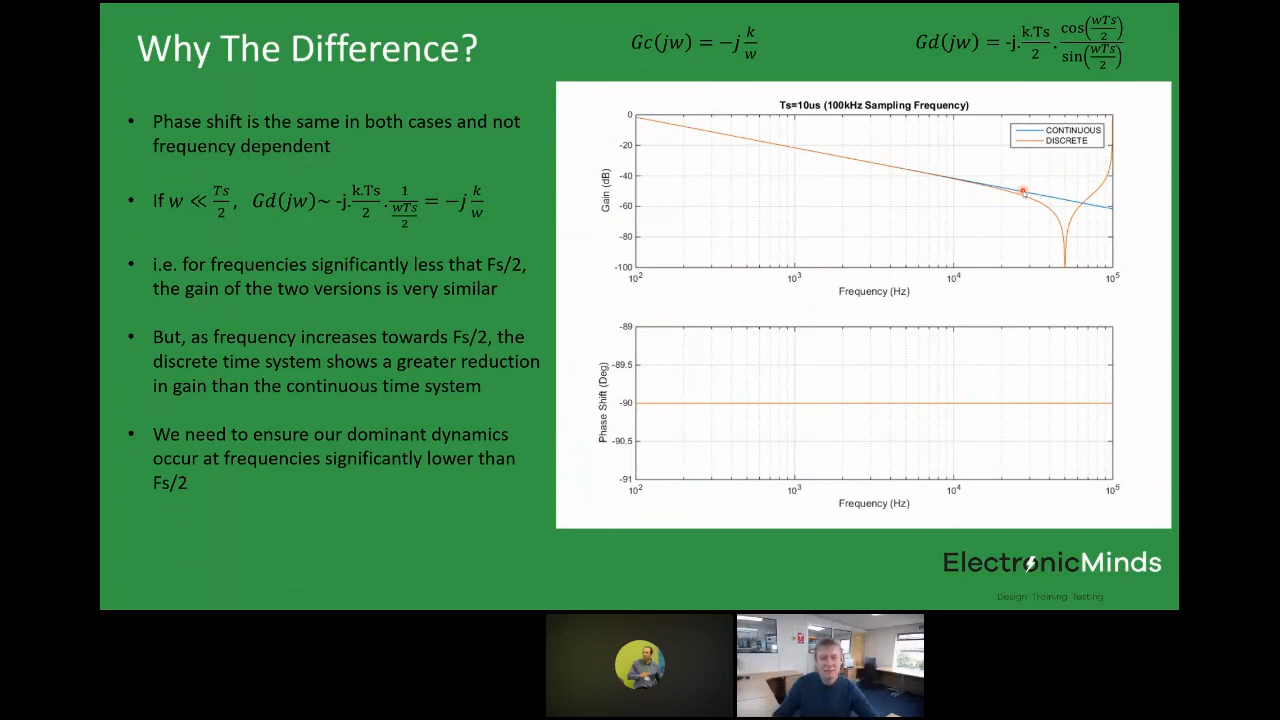 Why The Difference?
Gc(jw) = −j k/w
Gd(jw) = -j. k.Ts/2 . cos(wTs/2)/sin(wTs/2)
• Phase shift is the same in both cases and not
frequency dependent
• If w ≪ Ts/2, Gd(jw)~ -j. k.Ts/2 . 1/(wTs/2) = −j k/w
• i.e. for frequencies significantly less that Fs/2,
the gain of the two versions is very similar
• But, as frequency increases towards Fs/2, the
discrete time system shows a greater reduction
in gain than the continuous time system
• We need to ensure our dominant dynamics
occur at frequencies significantly lower than
Fs/2
Ts=10us (100kHz Sampling Frequency)
CONTINUOUS
DISCRETE
Gain (dB)
0
-20
-40
-60
-80
-100
10² 10³ 10⁴ 10⁵
Frequency (Hz)
Phase Shift (Deg)
-89
-89.5
-90
-90.5
-91
10² 10³ 10⁴ 10⁵
Frequency (Hz)
ElectronicMinds
Design Training Testing